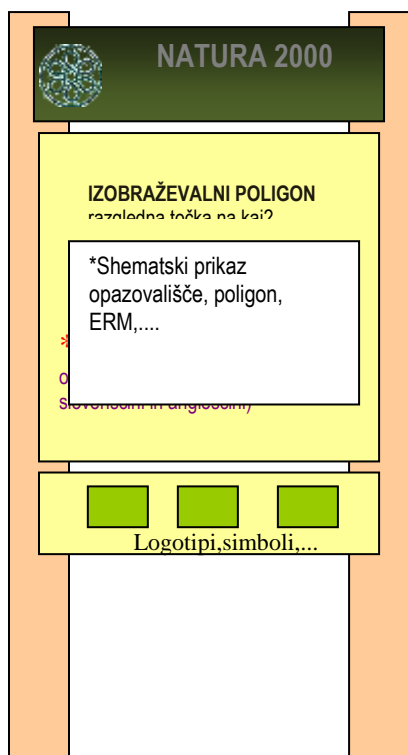 NATURA 2000
IZOBRAŽEVALNI POLIGON
razgledna točka na kaj?
*Shematski prikaz
opazovališče, poligon,
ERM,....
*
slovenščini in angleščini)
Logotipi,simboli,...